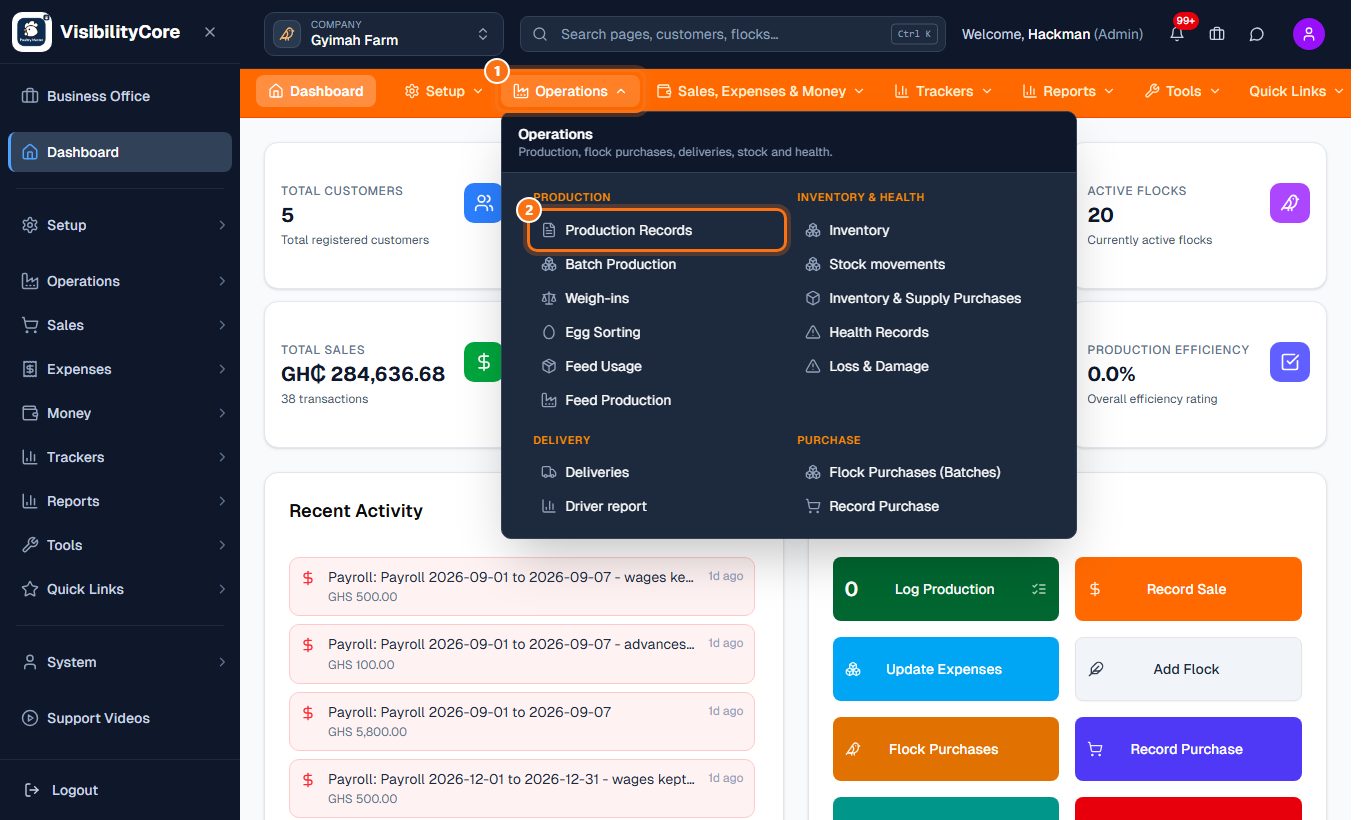 VisibilityCore
COMPANY
Gyimah Farm
Search pages, customers, flocks...
Ctrl K
Welcome, Hackman (Admin)
99+
Business Office
Dashboard
Setup
Operations
Sales
Expenses
Money
Trackers
Reports
Tools
Quick Links
System
Support Videos
Logout
1
Dashboard
Setup
Operations
Sales, Expenses & Money
Trackers
Reports
Tools
Quick Links
Operations
Production, flock purchases, deliveries, stock and health.
PRODUCTION
2
Production Records
Batch Production
Weigh-ins
Egg Sorting
Feed Usage
Feed Production
INVENTORY & HEALTH
Inventory
Stock movements
Inventory & Supply Purchases
Health Records
Loss & Damage
DELIVERY
Deliveries
Driver report
PURCHASE
Flock Purchases (Batches)
Record Purchase
TOTAL CUSTOMERS
5
Total registered customers
ACTIVE FLOCKS
20
Currently active flocks
TOTAL SALES
GH₵ 284,636.68
38 transactions
PRODUCTION EFFICIENCY
0.0%
Overall efficiency rating
Recent Activity
Payroll: Payroll 2026-09-01 to 2026-09-07 - wages ke...
1d ago
GHS 500.00
Payroll: Payroll 2026-09-01 to 2026-09-07 - advances...
1d ago
GHS 100.00
Payroll: Payroll 2026-09-01 to 2026-09-07
1d ago
GHS 5,800.00
Payroll: Payroll 2026-12-01 to 2026-12-31 - wages kept...
1d ago
GHS 500.00
Log Production
Record Sale
Update Expenses
Add Flock
Flock Purchases
Record Purchase